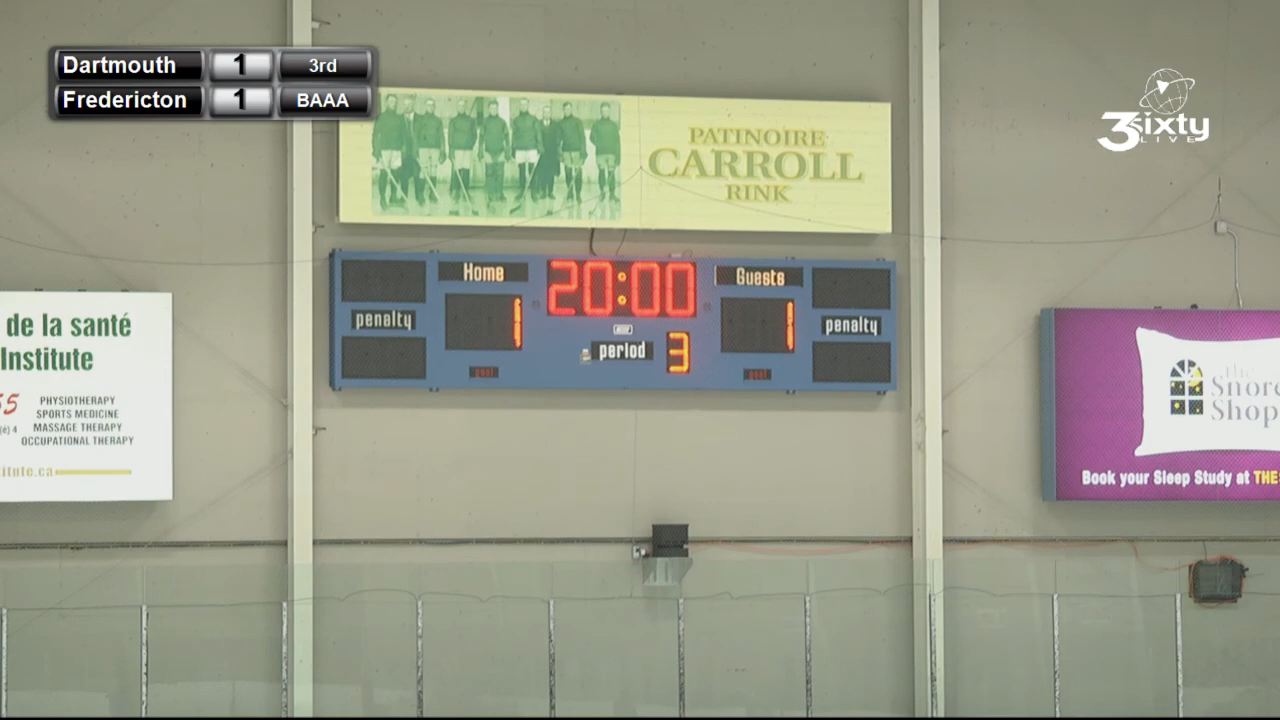 Dartmouth 1 3rd
Fredericton 1 BAAA
3sixty
LIVE
PATINOIRE
CARROLL
RINK
Home 20:00 Guests
penalty 1 1 penalty
period 3
de la santé
Institute
PHYSIOTHERAPY
SPORTS MEDICINE
MASSAGE THERAPY
OCCUPATIONAL THERAPY
the
Snore
Shop
Book your Sleep Study at THE